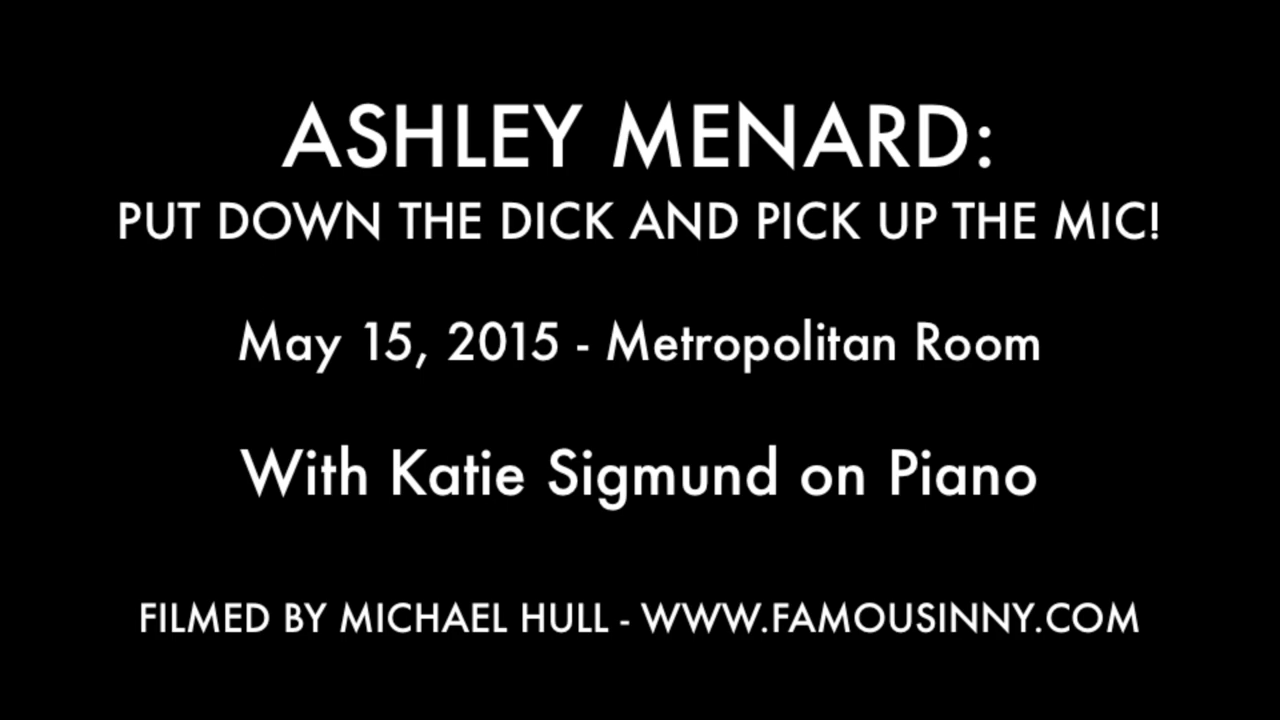 ASHLEY MENARD:
PUT DOWN THE DICK AND PICK UP THE MIC!
May 15, 2015 - Metropolitan Room
With Katie Sigmund on Piano
FILMED BY MICHAEL HULL - WWW.FAMOUSINNY.COM